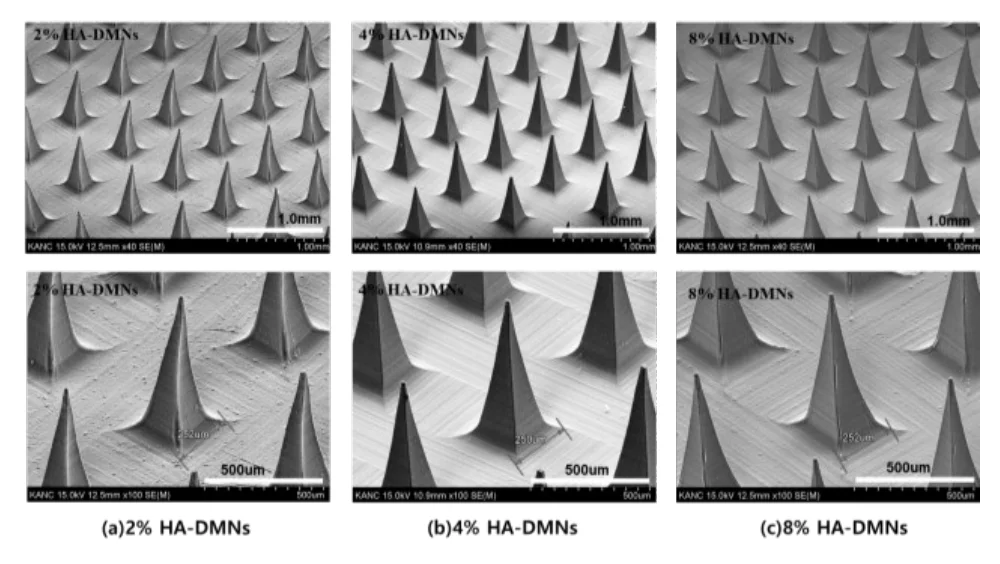 2% HA-DMNs
1.0mm
KANC 15.0kV 12.5mm x40 SE(M) 1.00mm
4% HA-DMNs
1.0mm
KANC 15.0kV 10.9mm x40 SE(M) 1.00mm
8% HA-DMNs
1.0mm
KANC 15.0kV 12.5mm x40 SE(M) 1.00mm
2% HA-DMNs
252um
500um
KANC 15.0kV 12.5mm x100 SE(M) 500um
4% HA-DMNs
250um
500um
KANC 15.0kV 10.9mm x100 SE(M) 500um
8% HA-DMNs
252um
500um
KANC 15.0kV 12.5mm x100 SE(M) 500um
(a)2% HA-DMNs
(b)4% HA-DMNs
(c)8% HA-DMNs